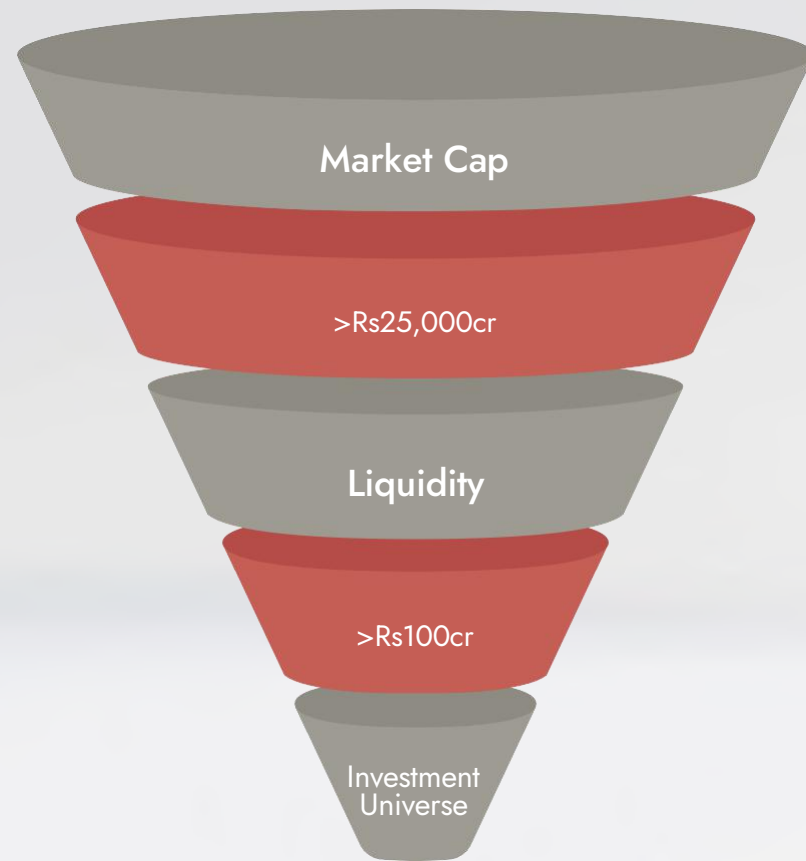 Market Cap
>Rs25,000cr
Liquidity
>Rs100cr
Investment
Universe